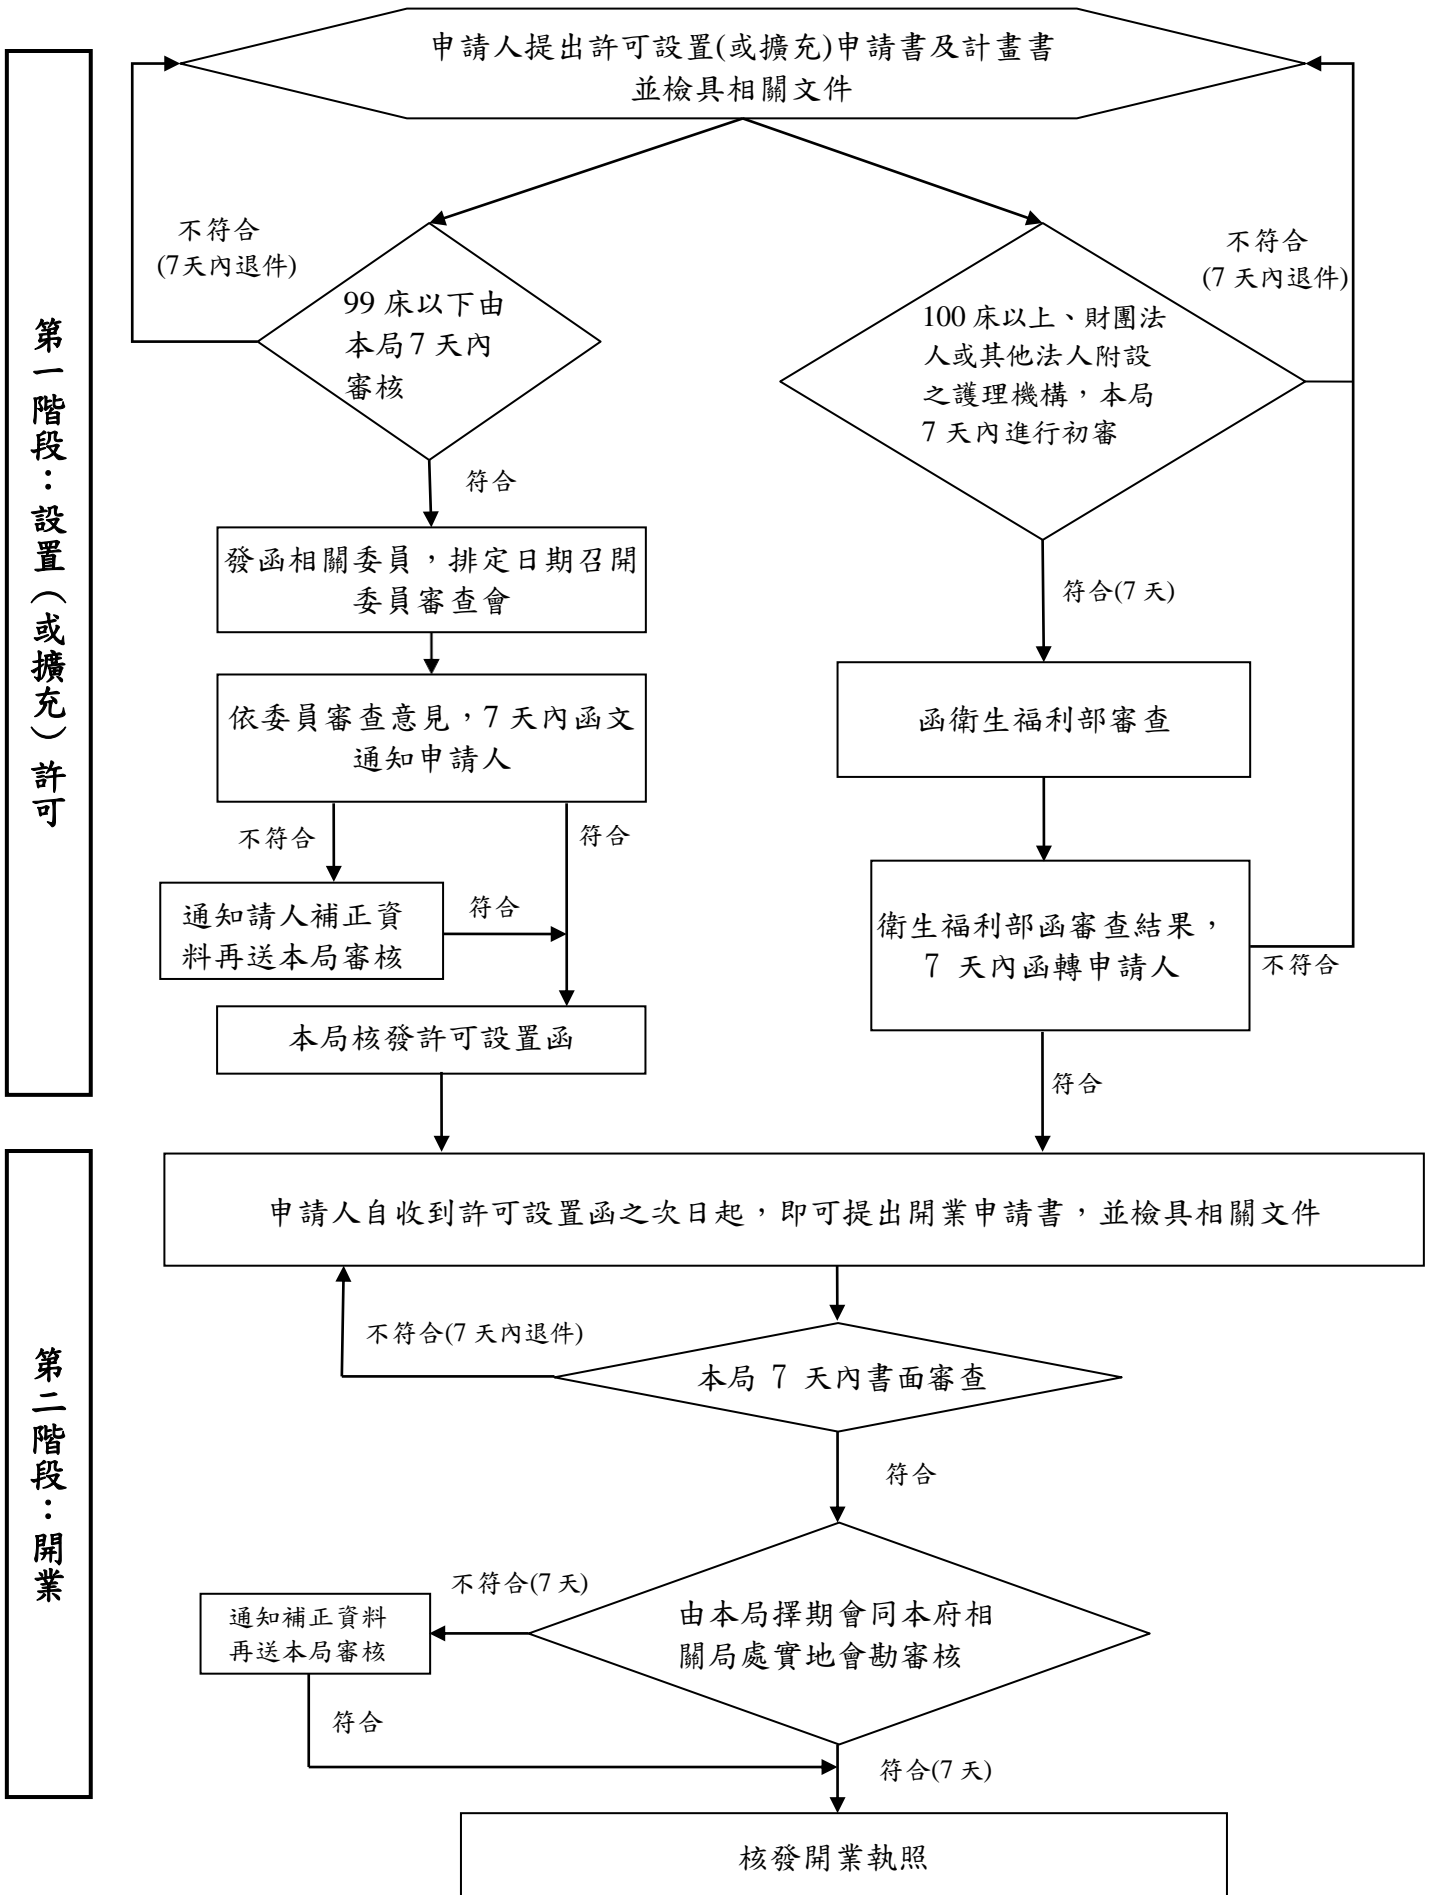 申請人提出許可設置(或擴充)申請書及計畫書
並檢具相關文件
第一階段：設置（或擴充）許可
不符合
(7天內退件)
99 床以下由
本局 7 天內
審核
不符合
(7 天內退件)
100 床以上、財團法
人或其他法人附設
之護理機構，本局
7 天內進行初審
符合
發函相關委員，排定日期召開
委員審查會
符合(7 天)
依委員審查意見，7 天內函文
通知申請人
函衛生福利部審查
不符合
符合
通知請人補正資
料再送本局審核
符合
衛生福利部函審查結果，
7 天內函轉申請人
不符合
本局核發許可設置函
符合
第二階段：開業
申請人自收到許可設置函之次日起，即可提出開業申請書，並檢具相關文件
不符合(7 天內退件)
本局 7 天內書面審查
符合
不符合(7 天)
通知補正資料
再送本局審核
由本局擇期會同本府相
關局處實地會勘審核
符合
符合(7 天)
核發開業執照